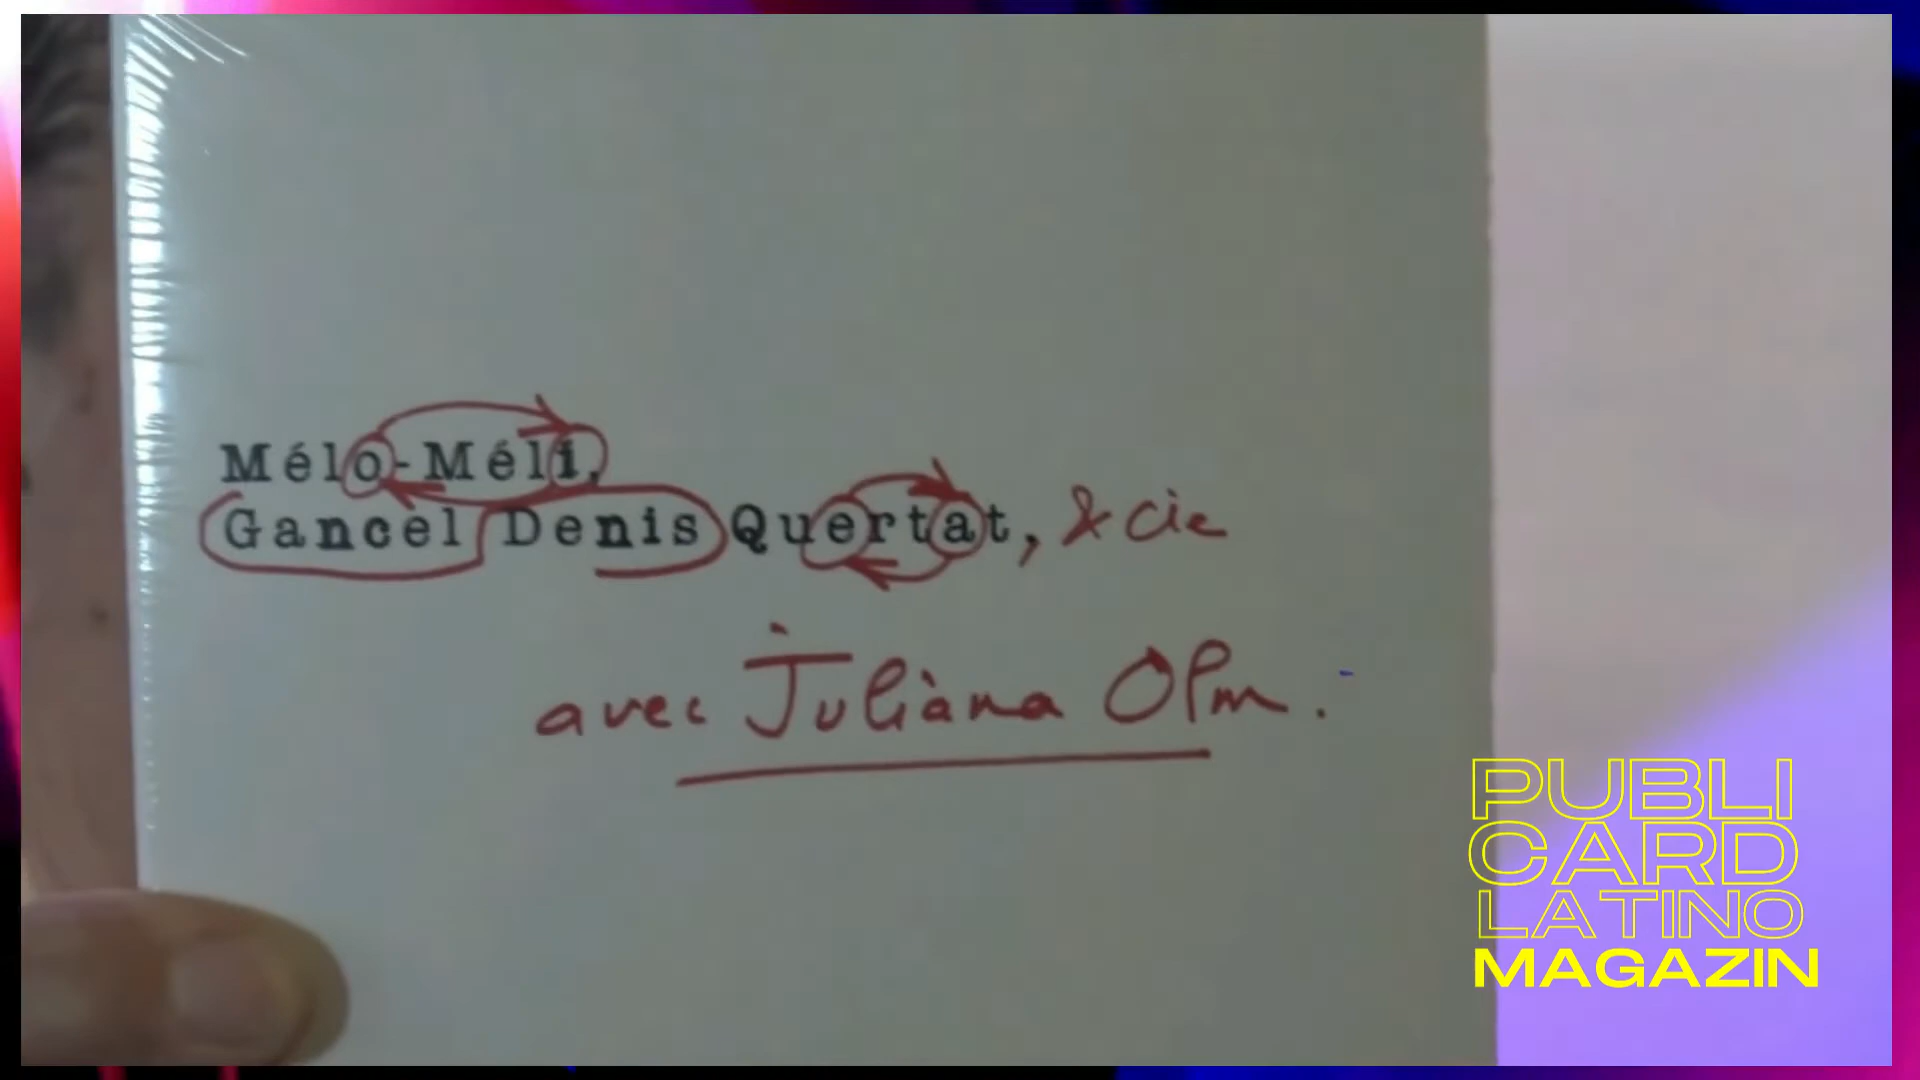 Mélo-Méli,
Gancel Denis Quertat, & Cie
avec Juliàna Olm.
PUBLI
CARD
LATINO
MAGAZIN